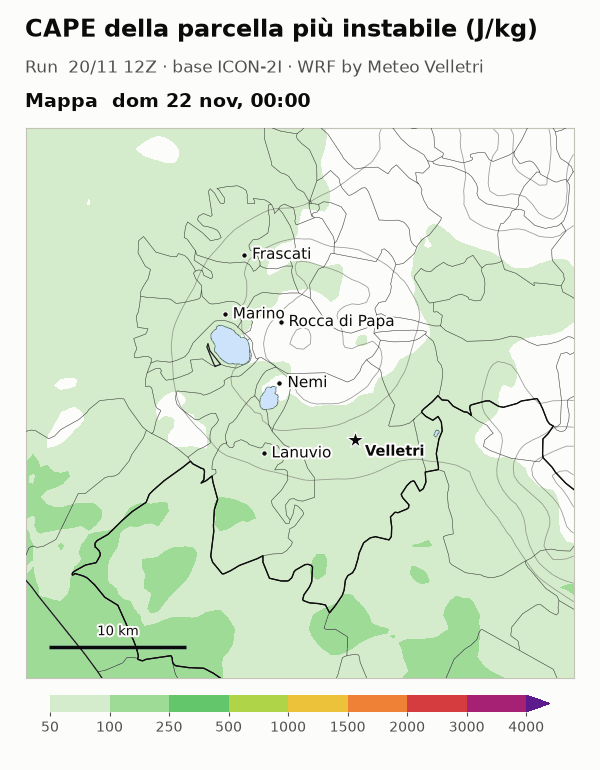 CAPE della parcella più instabile (J/kg)
Run  20/11 12Z · base ICON-2I · WRF by Meteo Velletri
Mappa  dom 22 nov, 00:00
Frascati
Marino
Rocca di Papa
Nemi
Velletri
Lanuvio
10 km
50 100 250 500 1000 1500 2000 3000 4000